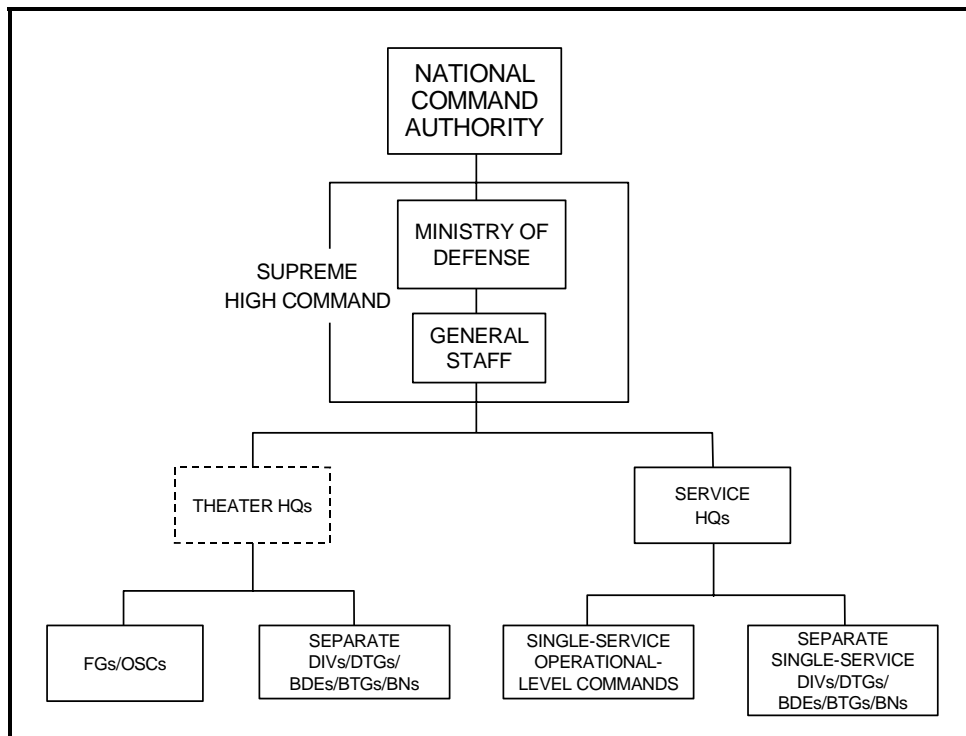 NATIONAL
COMMAND
AUTHORITY
MINISTRY OF
DEFENSE
SUPREME
HIGH COMMAND
GENERAL
STAFF
THEATER HQs
SERVICE
HQs
FGs/OSCs
SEPARATE
DIVs/DTGs/
BDEs/BTGs/BNs
SINGLE-SERVICE
OPERATIONAL-
LEVEL COMMANDS
SEPARATE
SINGLE-SERVICE
DIVs/DTGs/
BDEs/BTGs/BNs